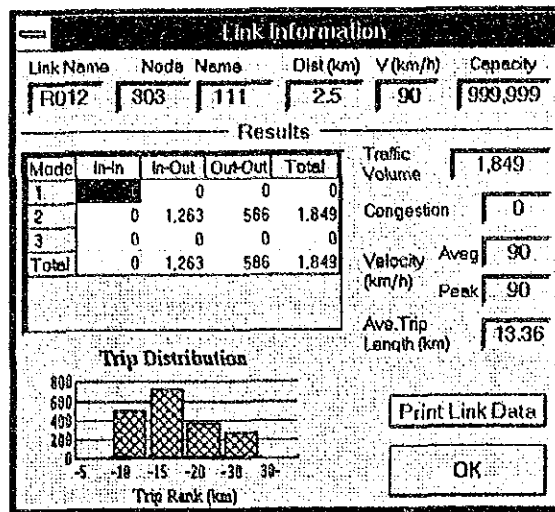 Link Information
Link Name Node Name Dist (km) V (km/h) Capacity
R012 803 111 2.5 90 999,999
Results
Mode In-In In-Out Out-Out Total
1 0 0 0
2 0 1,263 586 1,849
3 0 0 0 0
Total 0 1,263 586 1,849
Traffic Volume 1,849
Congestion 0
Velocity (km/h) Aveg 90
Peak 90
Ave.Trip Length (km) 13.36
Trip Distribution
800
600
400
200
0
-5 -10 -15 -20 -30 30-
Trip Rank (km)
Print Link Data
OK